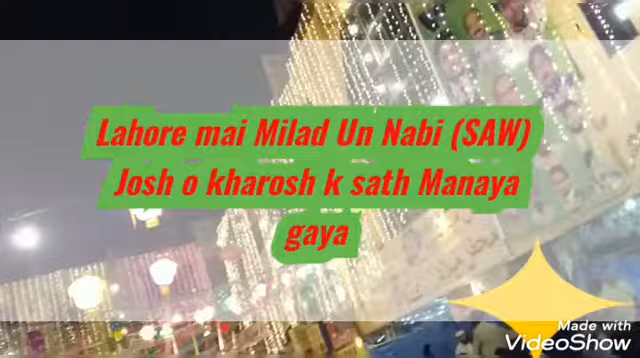 Lahore mai Milad Un Nabi (SAW)
Josh o kharosh k sath Manaya
gaya
Made with
VideoShow